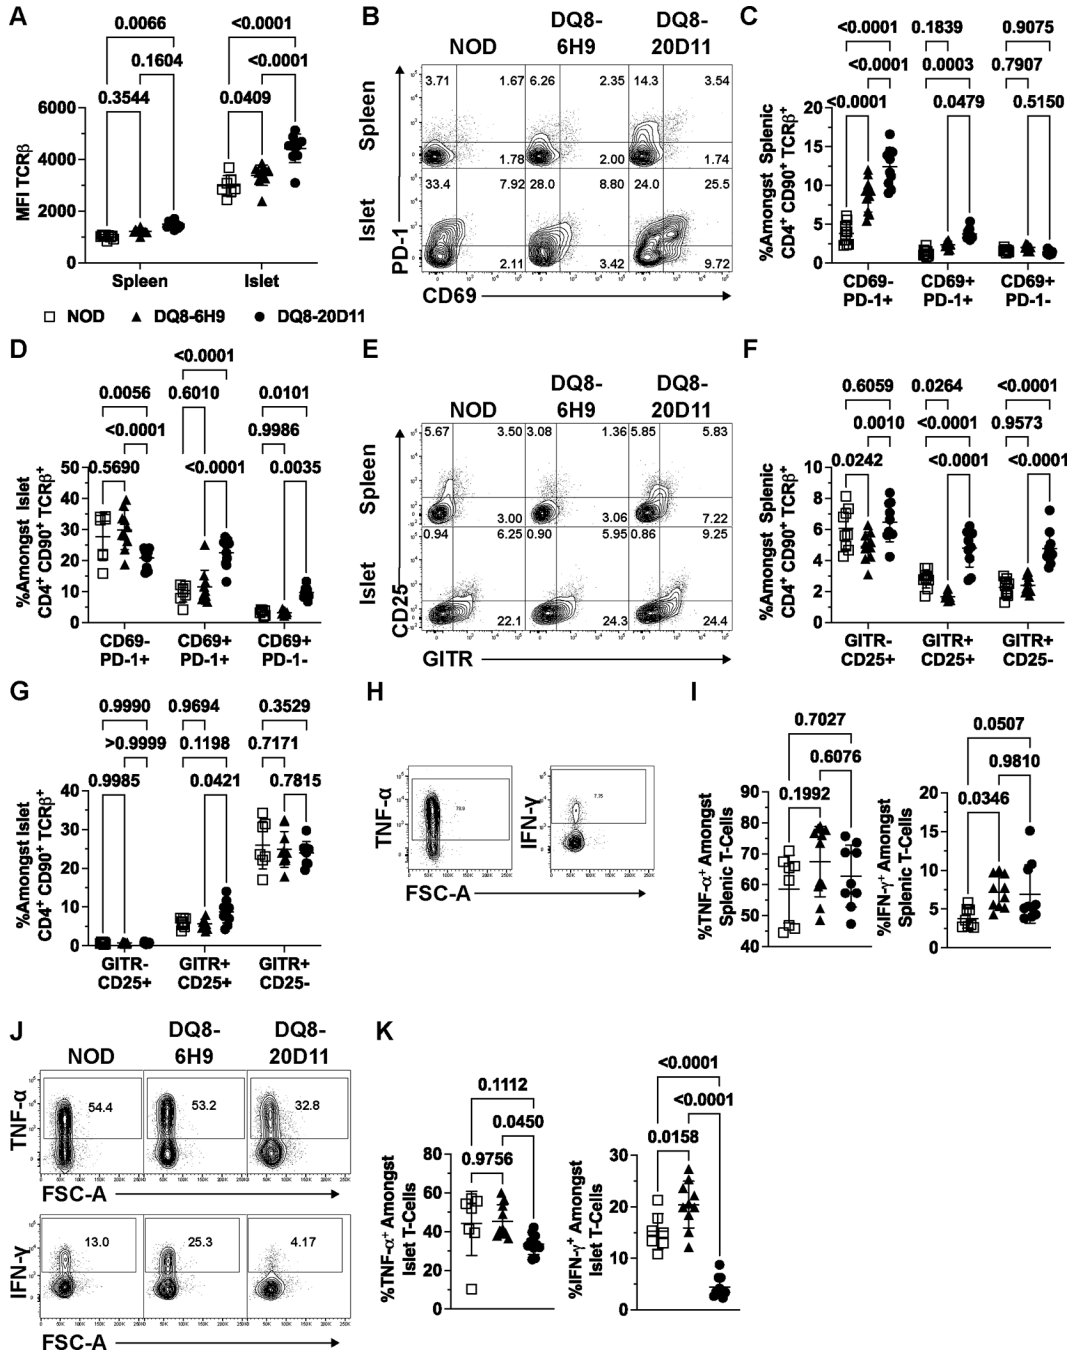 A
0.0066
<0.0001
0.1604
<0.0001
0.3544
0.0409
MFI TCRβ
6000
4000
2000
0
Spleen
Islet
NOD
DQ8-6H9
DQ8-20D11
B
NOD
DQ8-
6H9
DQ8-
20D11
Spleen
3.71
1.67
6.26
2.35
14.3
3.54
1.78
2.00
1.74
Islet
33.4
7.92
28.0
8.80
24.0
25.5
2.11
3.42
9.72
PD-1
CD69
C
<0.0001
0.1839
0.9075
<0.0001
0.0003
0.7907
<0.0001
0.0479
0.5150
%Amongst Splenic
CD4⁺ CD90⁺ TCRβ⁺
20
15
10
5
0
CD69-
PD-1+
CD69+
PD-1+
CD69+
PD-1-
D
<0.0001
0.0056
0.6010
0.0101
<0.0001
0.9986
0.5690
<0.0001
0.0035
%Amongst Islet
CD4⁺ CD90⁺ TCRβ⁺
50
40
30
20
10
0
CD69-
PD-1+
CD69+
PD-1+
CD69+
PD-1-
E
NOD
DQ8-
6H9
DQ8-
20D11
Spleen
5.67
3.50
3.08
1.36
5.85
5.83
3.00
3.06
7.22
Islet
0.94
6.25
0.90
5.95
0.86
9.25
22.1
24.3
24.4
CD25
GITR
F
<0.0001
0.6059
0.0264
0.0010
<0.0001
0.9573
0.0242
<0.0001
<0.0001
%Amongst Splenic
CD4⁺ CD90⁺ TCRβ⁺
10
8
6
4
2
0
GITR-
CD25+
GITR+
CD25+
GITR+
CD25-
G
0.9990
0.9694
0.3529
>0.9999
0.1198
0.7171
0.9985
0.0421
0.7815
%Amongst Islet
CD4⁺ CD90⁺ TCRβ⁺
40
30
20
10
0
GITR-
CD25+
GITR+
CD25+
GITR+
CD25-
H
TNF-α
IFN-γ
7.75
FSC-A
I
0.7027
0.6076
0.1992
%TNF-α⁺ Amongst
Splenic T-Cells
90
80
70
60
50
40
0.0507
0.9810
0.0346
%IFN-γ⁺ Amongst
Splenic T-Cells
20
15
10
5
0
J
NOD
DQ8-
6H9
DQ8-
20D11
TNF-α
54.4
53.2
32.8
FSC-A
IFN-γ
13.0
25.3
4.17
FSC-A
K
0.1112
0.0450
0.9756
%TNF-α⁺ Amongst
Islet T-Cells
80
60
40
20
0
<0.0001
<0.0001
0.0158
%IFN-γ⁺ Amongst
Islet T-Cells
30
20
10
0